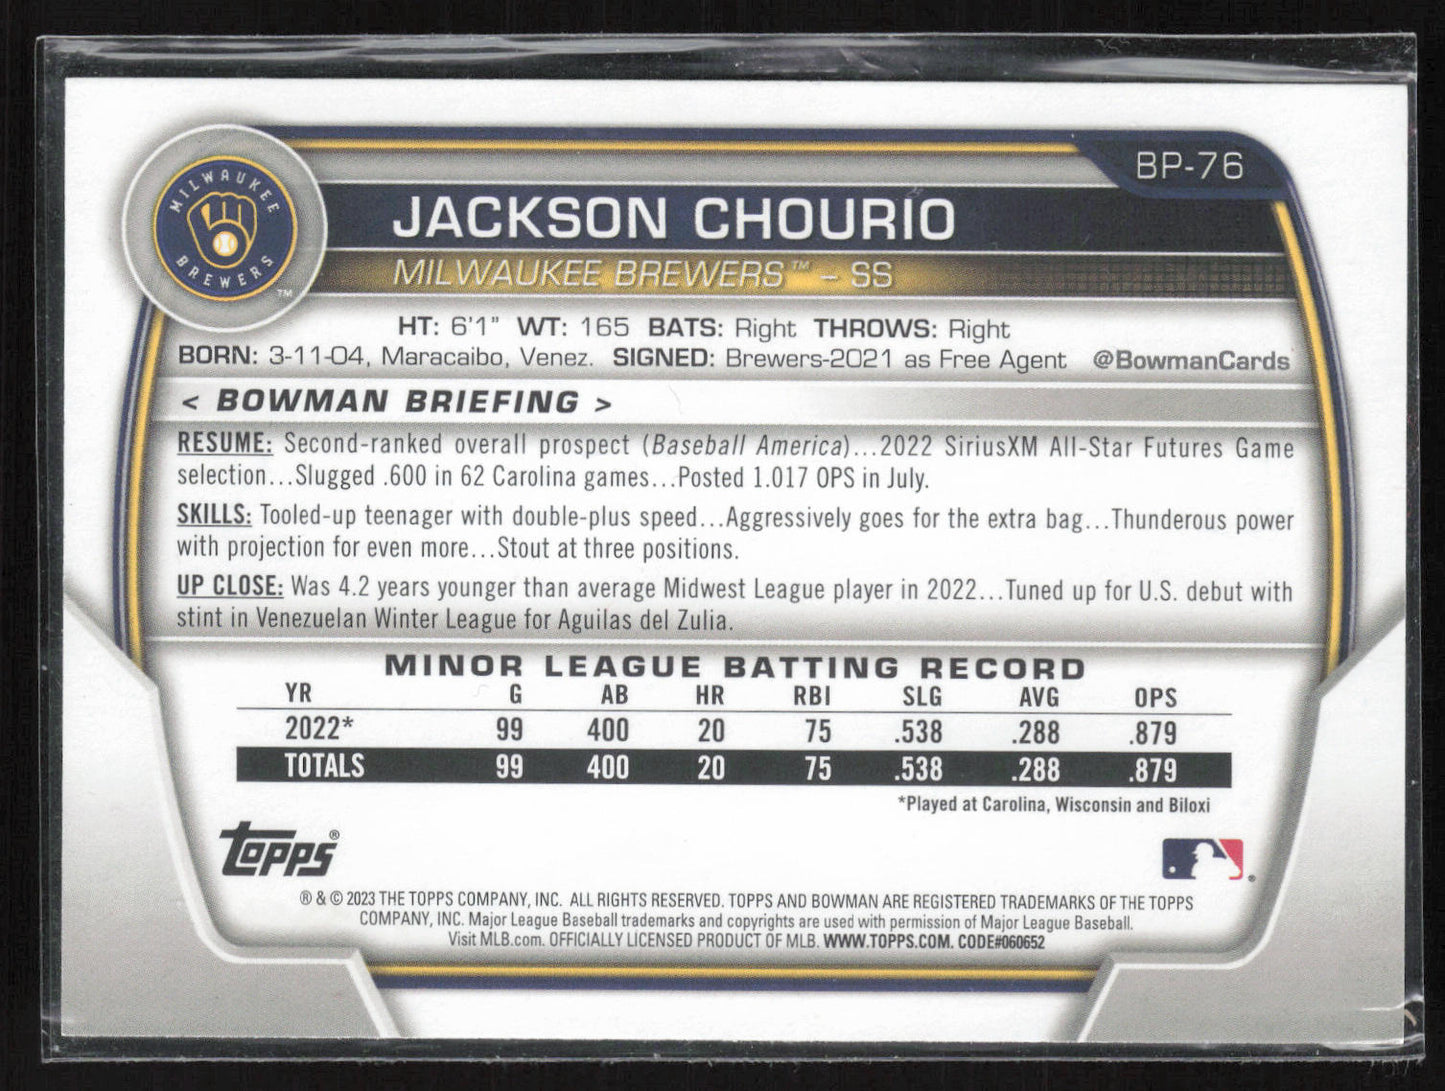 BP-76
MILWAUKEE
BREWERS
TM
JACKSON CHOURIO
MILWAUKEE BREWERS™ – SS
HT: 6'1" WT: 165 BATS: Right THROWS: Right
BORN: 3-11-04, Maracaibo, Venez. SIGNED: Brewers-2021 as Free Agent @BowmanCards
< BOWMAN BRIEFING >
RESUME: Second-ranked overall prospect (Baseball America)...2022 SiriusXM All-Star Futures Game
selection...Slugged .600 in 62 Carolina games...Posted 1.017 OPS in July.
SKILLS: Tooled-up teenager with double-plus speed...Aggressively goes for the extra bag...Thunderous power
with projection for even more...Stout at three positions.
UP CLOSE: Was 4.2 years younger than average Midwest League player in 2022...Tuned up for U.S. debut with
stint in Venezuelan Winter League for Aguilas del Zulia.
MINOR LEAGUE BATTING RECORD
YR G AB HR RBI SLG AVG OPS
2022* 99 400 20 75 .538 .288 .879
TOTALS 99 400 20 75 .538 .288 .879
*Played at Carolina, Wisconsin and Biloxi
Topps®
® & © 2023 THE TOPPS COMPANY, INC. ALL RIGHTS RESERVED. TOPPS AND BOWMAN ARE REGISTERED TRADEMARKS OF THE TOPPS
COMPANY, INC. Major League Baseball trademarks and copyrights are used with permission of Major League Baseball.
Visit MLB.com. OFFICIALLY LICENSED PRODUCT OF MLB. WWW.TOPPS.COM. CODE#060652